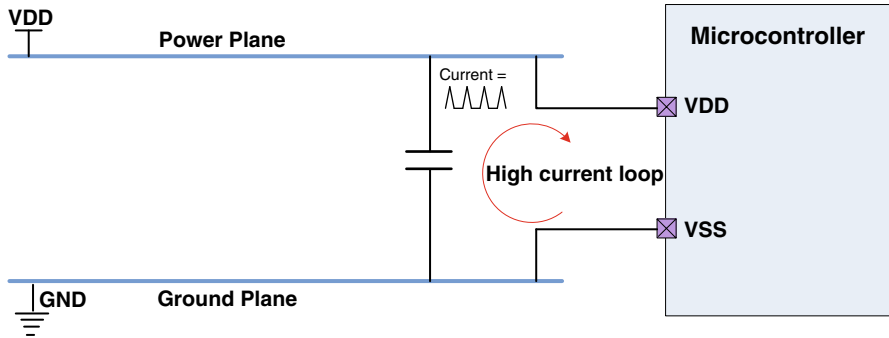 VDD
Power Plane
Microcontroller
Current =
VDD
High current loop
VSS
GND
Ground Plane